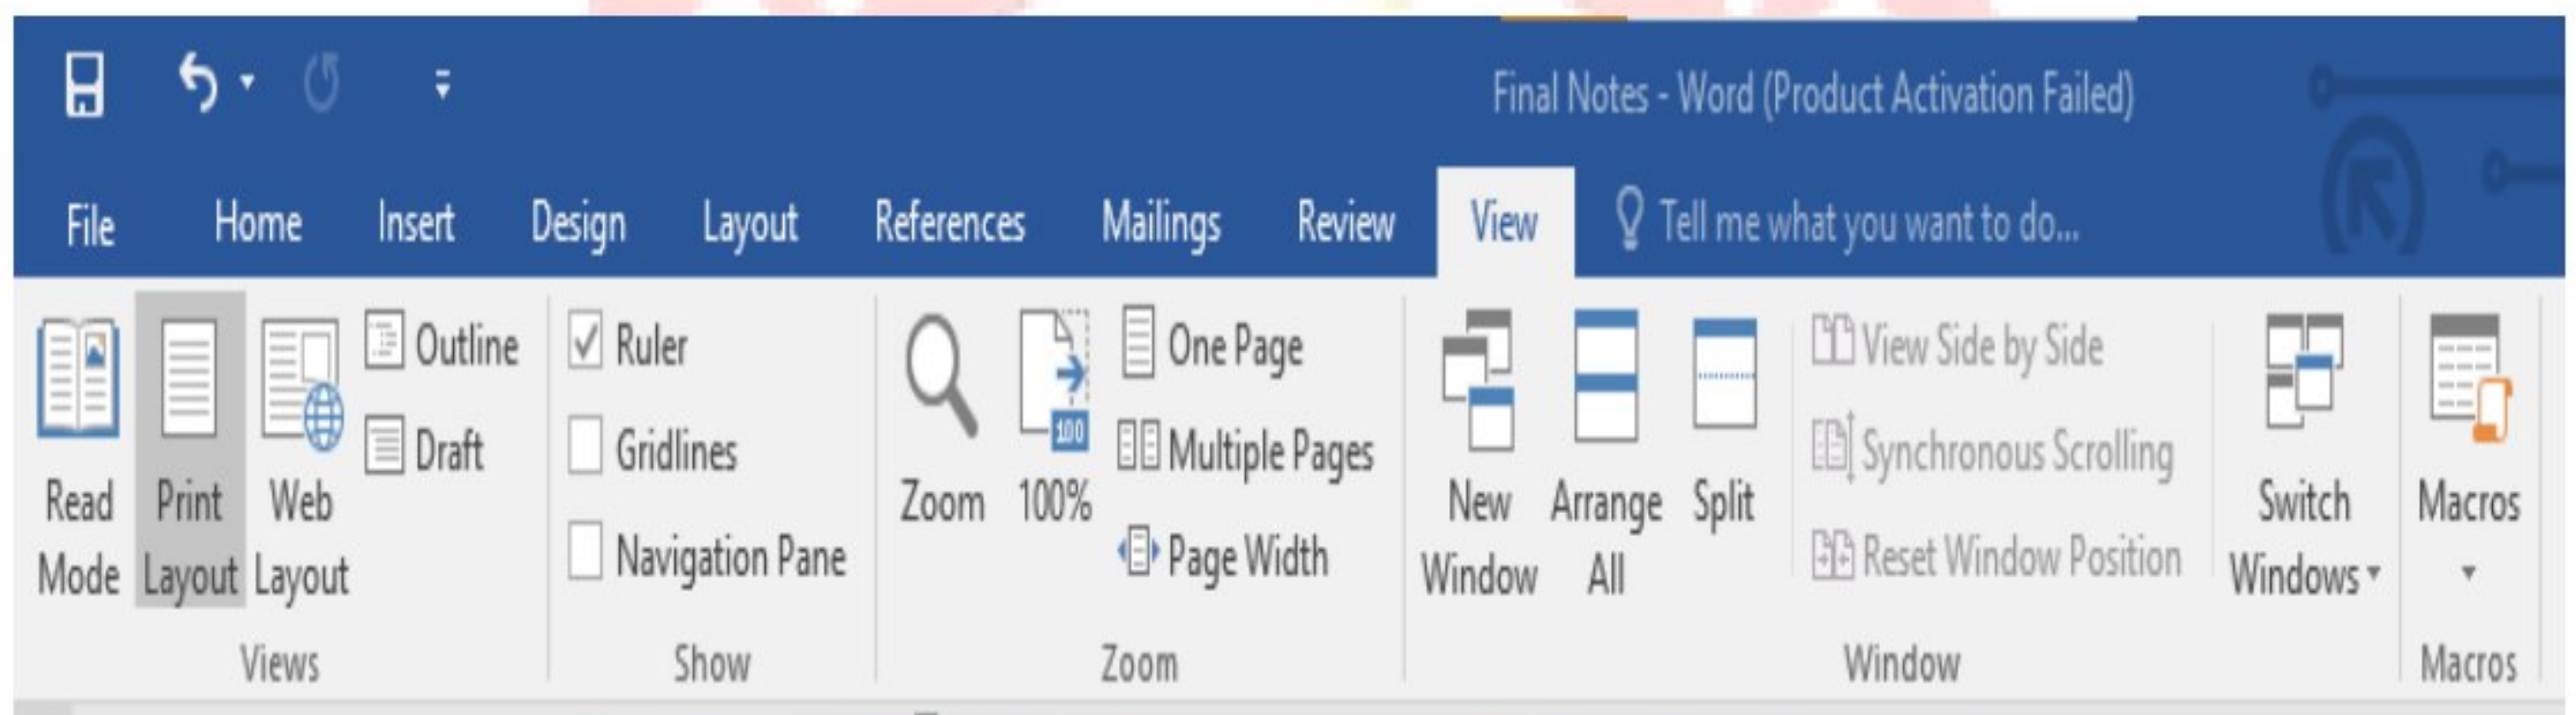 Final Notes - Word (Product Activation Failed)
File Home Insert Design Layout References Mailings Review View Tell me what you want to do...
Read Mode
Print Layout
Web Layout
Outline
Draft
Views
Ruler
Gridlines
Navigation Pane
Show
Zoom
100
100%
One Page
Multiple Pages
Page Width
Zoom
New Window
Arrange All
Split
View Side by Side
Synchronous Scrolling
Reset Window Position
Switch Windows
Window
Macros
Macros